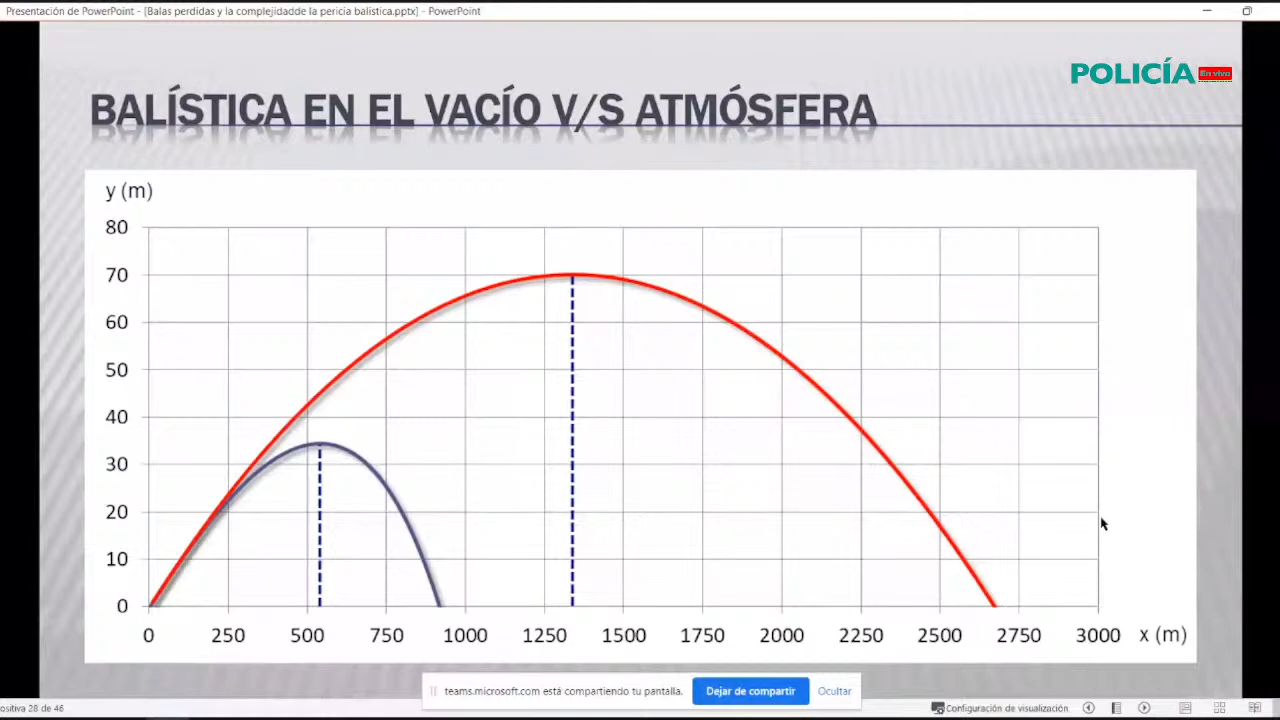 Presentación de PowerPoint - [Balas perdidas y la complejidadde la pericia balística.pptx] - PowerPoint
POLICÍA En vivo
BALÍSTICA EN EL VACÍO V/S ATMÓSFERA
y (m)
80
70
60
50
40
30
20
10
0
0 250 500 750 1000 1250 1500 1750 2000 2250 2500 2750 3000 x (m)
teams.microsoft.com está compartiendo tu pantalla. Dejar de compartir Ocultar
ositiva 28 de 46 Configuración de visualización